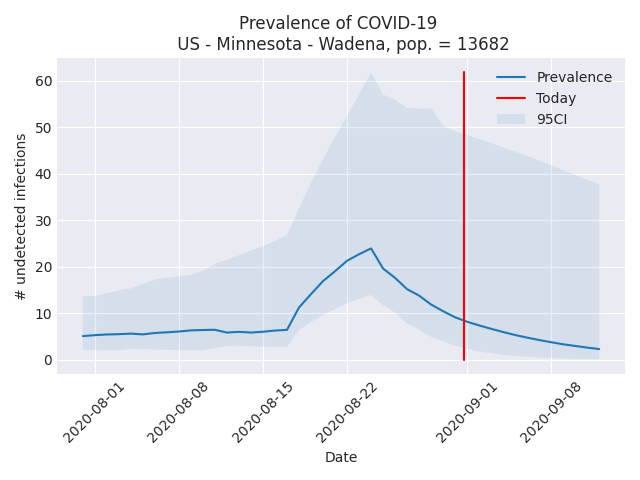 Prevalence of COVID-19
US - Minnesota - Wadena, pop. = 13682
Prevalence
Today
95CI
# undetected infections
60
50
40
30
20
10
0
2020-08-01
2020-08-08
2020-08-15
2020-08-22
2020-09-01
2020-09-08
Date